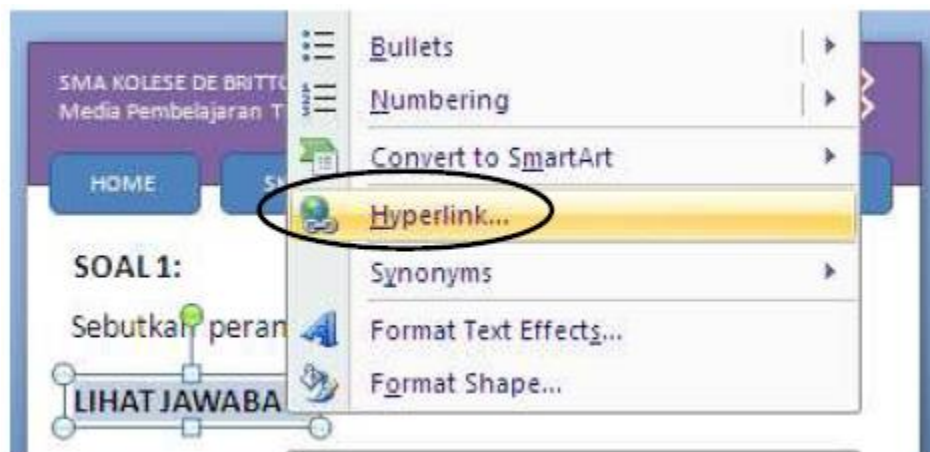 Bullets
SMA KOLESE DE BRITTO
Numbering
Media Pembelajaran T
Convert to SmartArt
HOME
Hyperlink...
SOAL 1:
Synonyms
Sebutkan peran
Format Text Effects...
Format Shape...
LIHAT JAWABA